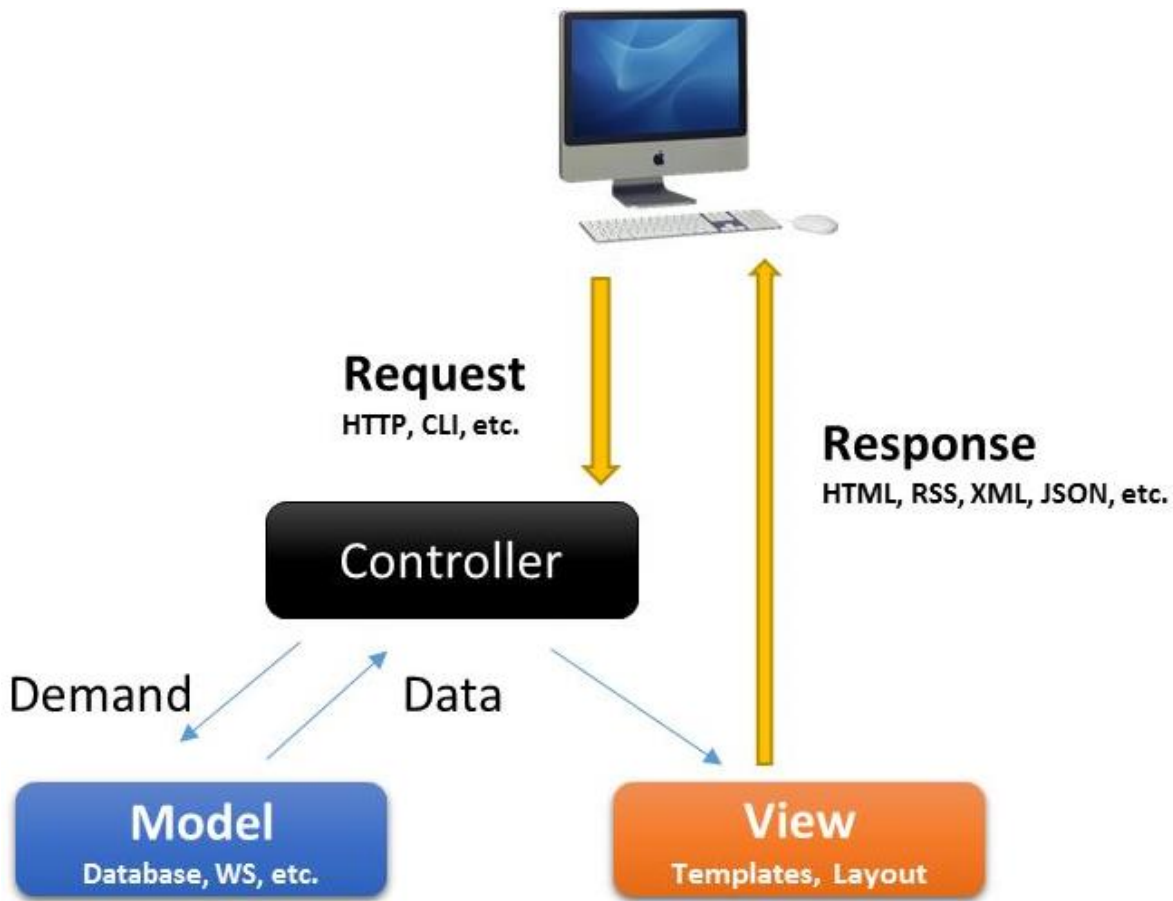 Request
HTTP, CLI, etc.
Response
HTML, RSS, XML, JSON, etc.
Controller
Demand
Data
Model
Database, WS, etc.
View
Templates, Layout